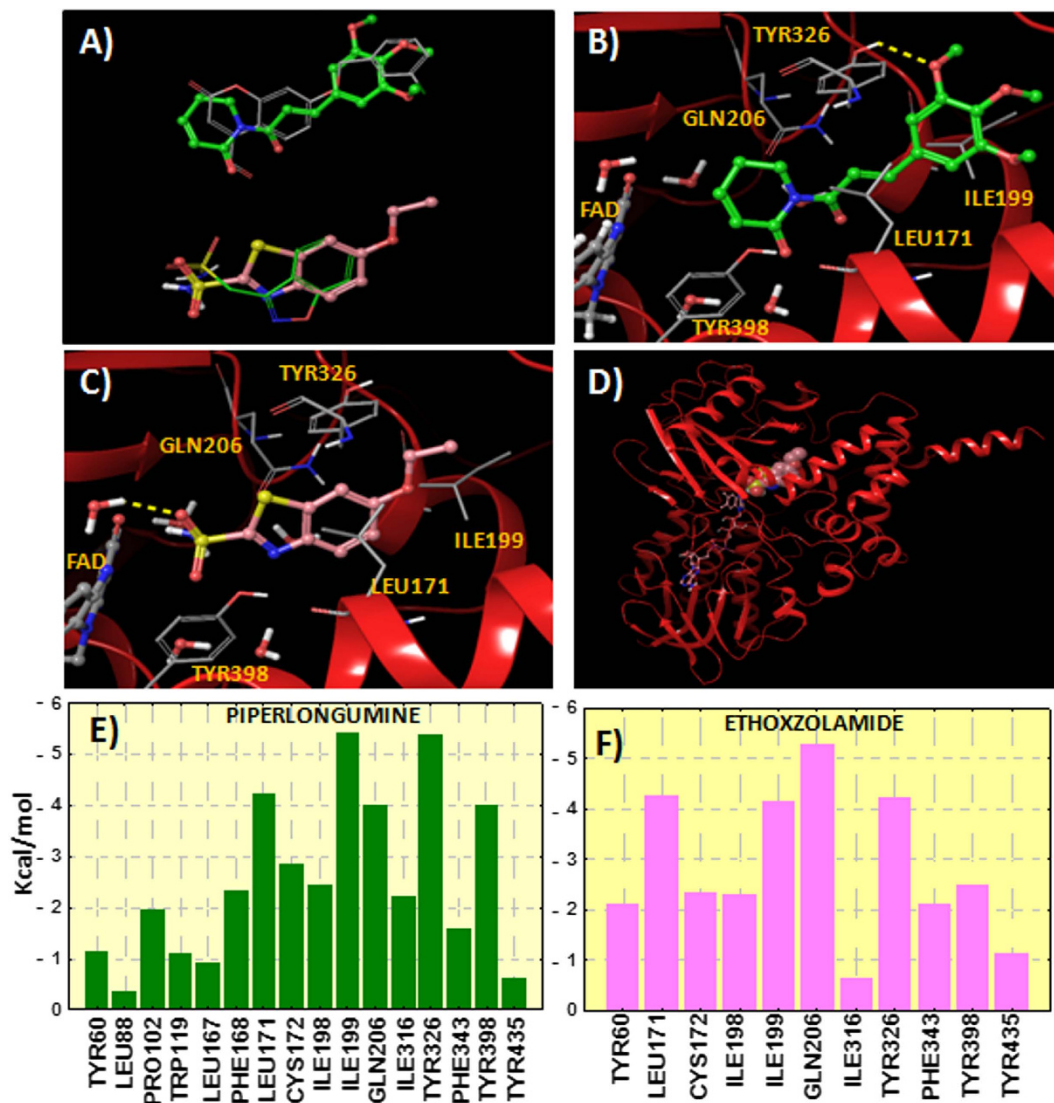 A)
B)
TYR326
GLN206
FAD
ILE199
LEU171
TYR398
C)
TYR326
GLN206
FAD
ILE199
LEU171
TYR398
D)
E)
PIPERLONGUMINE
Kcal/mol
- 6
- 5
- 4
- 3
- 2
- 1
0
TYR60
LEU88
PRO102
TRP119
LEU167
PHE168
LEU171
CYS172
ILE198
ILE199
GLN206
ILE316
TYR326
PHE343
TYR398
TYR435
F)
ETHOXZOLAMIDE
- 6
- 5
- 4
- 3
- 2
- 1
0
TYR60
LEU171
CYS172
ILE198
ILE199
GLN206
ILE316
TYR326
PHE343
TYR398
TYR435